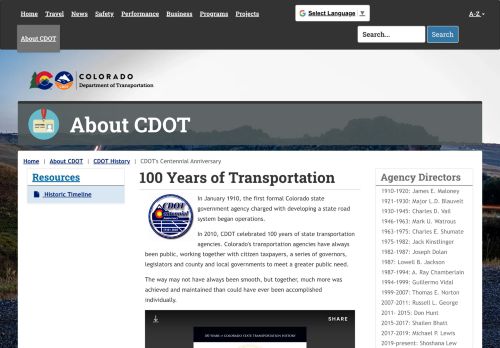 Home Travel News Safety Performance Business Programs Projects
Select Language ▼
A-Z
About CDOT
Search...
Search
COLORADO
Department of Transportation
About CDOT
Home | About CDOT | CDOT History | CDOT's Centennial Anniversary
Resources
Historic Timeline
100 Years of Transportation
CDOT
Centennial
In January 1910, the first formal Colorado state
government agency charged with developing a state road
system began operations.
In 2010, CDOT celebrated 100 years of state transportation
agencies. Colorado's transportation agencies have always
been public, working together with citizen taxpayers, a series of governors,
legislators and county and local governments to meet a greater public need.
The way may not have always been smooth, but together, much more was
achieved and maintained than could have ever been accomplished
individually.
SHARE
100 YEARS of COLORADO STATE TRANSPORTATION HISTORY
Agency Directors
1910-1920: James E. Maloney
1921-1930: Major L.D. Blauvelt
1930-1945: Charles D. Vail
1946-1963: Mark U. Watrous
1963-1975: Charles E. Shumate
1975-1982: Jack Kinstlinger
1982-1987: Joseph Dolan
1987: Lowell B. Jackson
1987-1994: A. Ray Chamberlain
1994-1999: Guillermo Vidal
1999-2007: Thomas E. Norton
2007-2011: Russell L. George
2011- 2015: Don Hunt
2015-2017: Shailen Bhatt
2017-2019: Michael P. Lewis
2019-present: Shoshana Lew